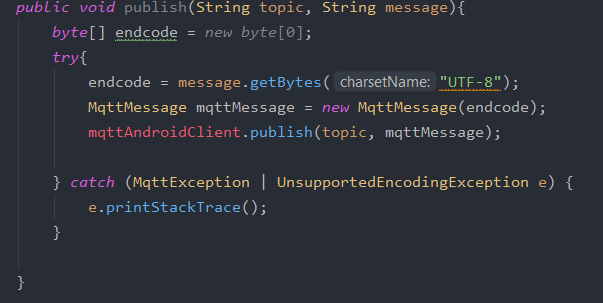 public void publish(String topic, String message){
byte[] endcode = new byte[0];
try{
endcode = message.getBytes( charsetName: "UTF-8");
MqttMessage mqttMessage = new MqttMessage(endcode);
mqttAndroidClient.publish(topic, mqttMessage);
} catch (MqttException | UnsupportedEncodingException e) {
e.printStackTrace();
}
}